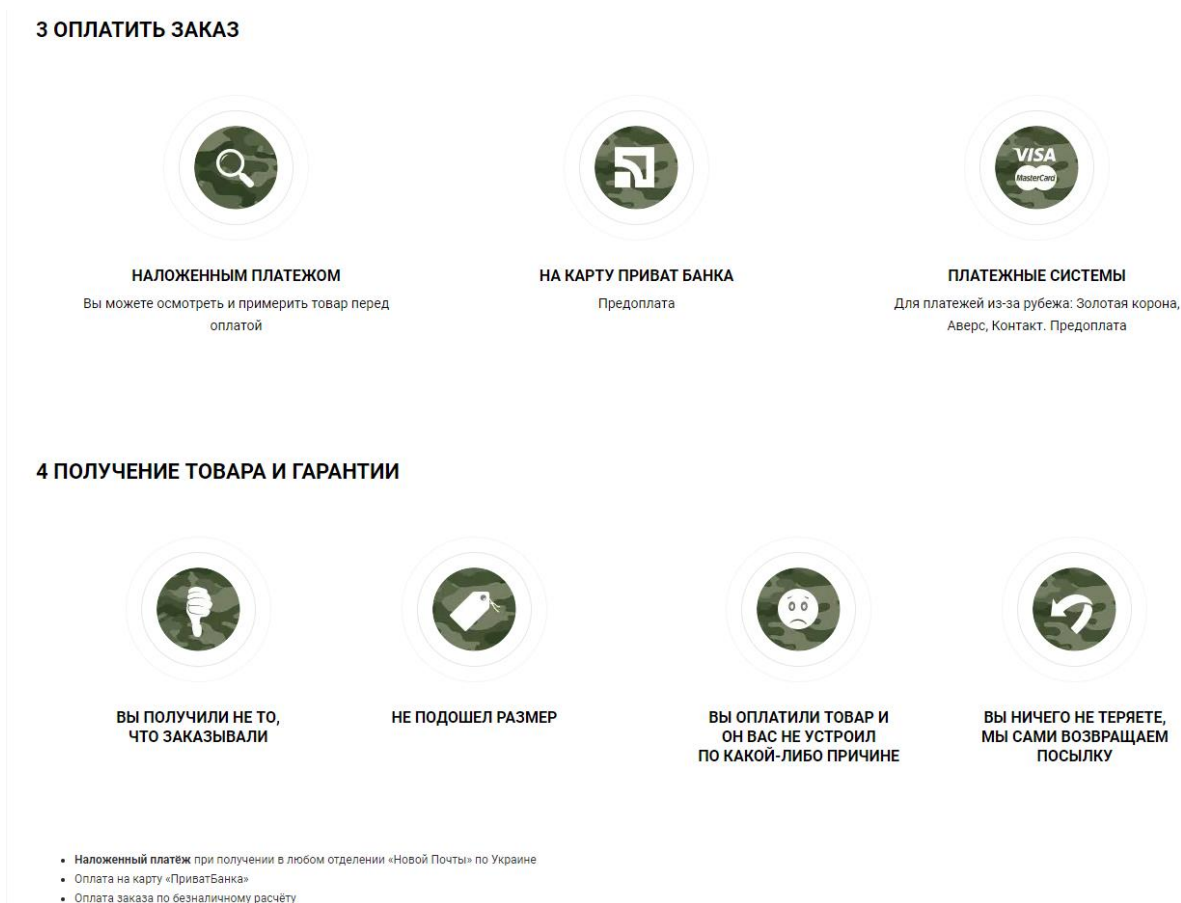 3 ОПЛАТИТЬ ЗАКАЗ
VISA
MasterCard
НАЛОЖЕННЫМ ПЛАТЕЖОМ
Вы можете осмотреть и примерить товар перед
оплатой
НА КАРТУ ПРИВАТ БАНКА
Предоплата
ПЛАТЕЖНЫЕ СИСТЕМЫ
Для платежей из-за рубежа: Золотая корона,
Аверс, Контакт. Предоплата
4 ПОЛУЧЕНИЕ ТОВАРА И ГАРАНТИИ
ВЫ ПОЛУЧИЛИ НЕ ТО,
ЧТО ЗАКАЗЫВАЛИ
НЕ ПОДОШЕЛ РАЗМЕР
ВЫ ОПЛАТИЛИ ТОВАР И
ОН ВАС НЕ УСТРОИЛ
ПО КАКОЙ-ЛИБО ПРИЧИНЕ
ВЫ НИЧЕГО НЕ ТЕРЯЕТЕ,
МЫ САМИ ВОЗВРАЩАЕМ
ПОСЫЛКУ
• Наложенный платёж при получении в любом отделении «Новой Почты» по Украине
• Оплата на карту «ПриватБанка»
• Оплата заказа по безналичному расчёту